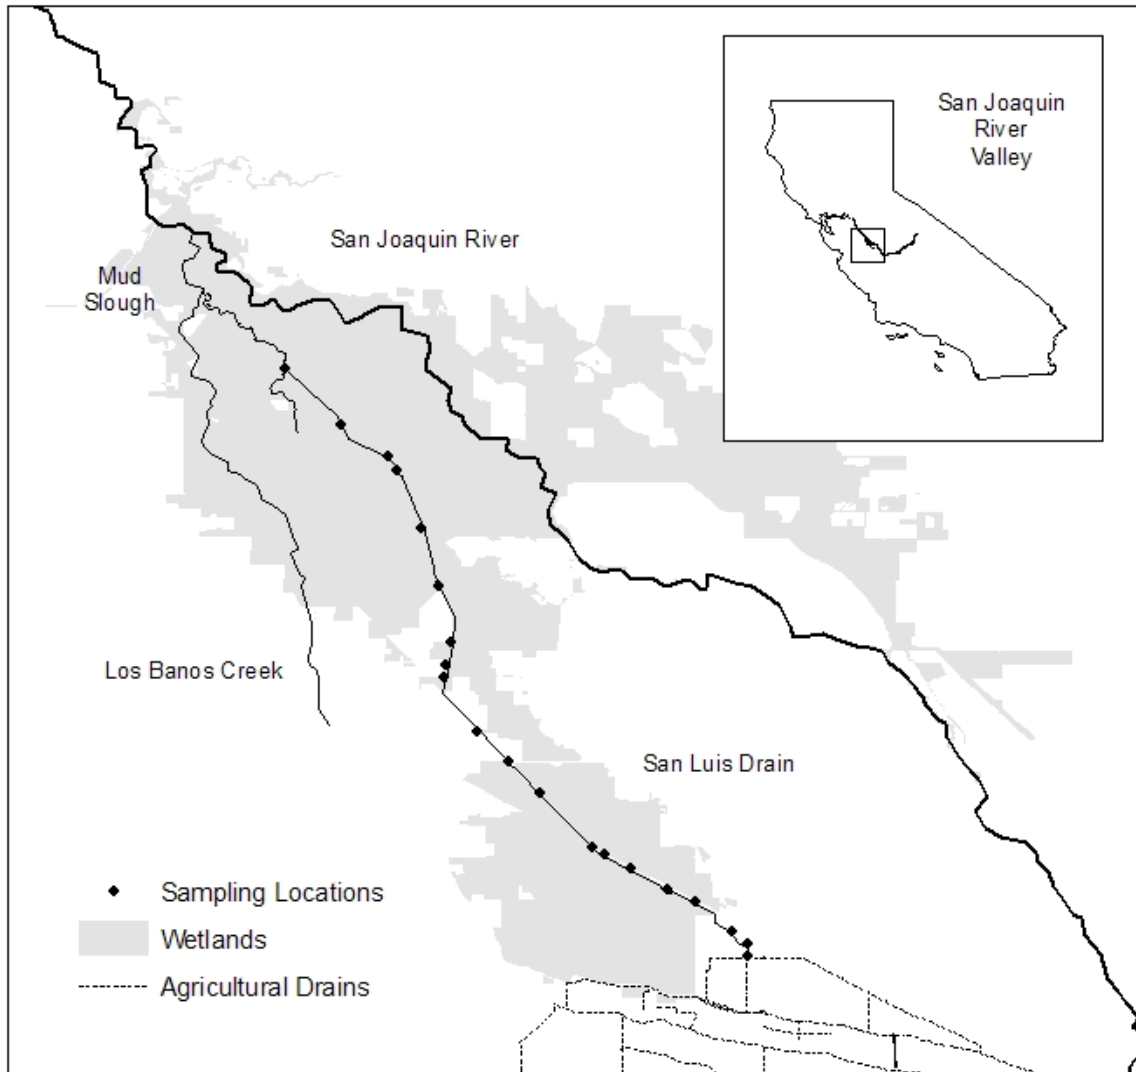 San Joaquin
River
Valley
San Joaquin River
Mud
Slough
Los Banos Creek
San Luis Drain
Sampling Locations
Wetlands
Agricultural Drains